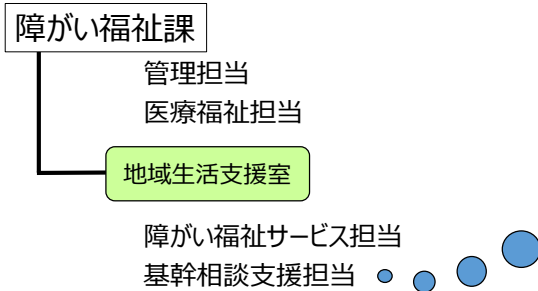 障がい福祉課
管理担当
医療福祉担当
地域生活支援室
障がい福祉サービス担当
基幹相談支援担当